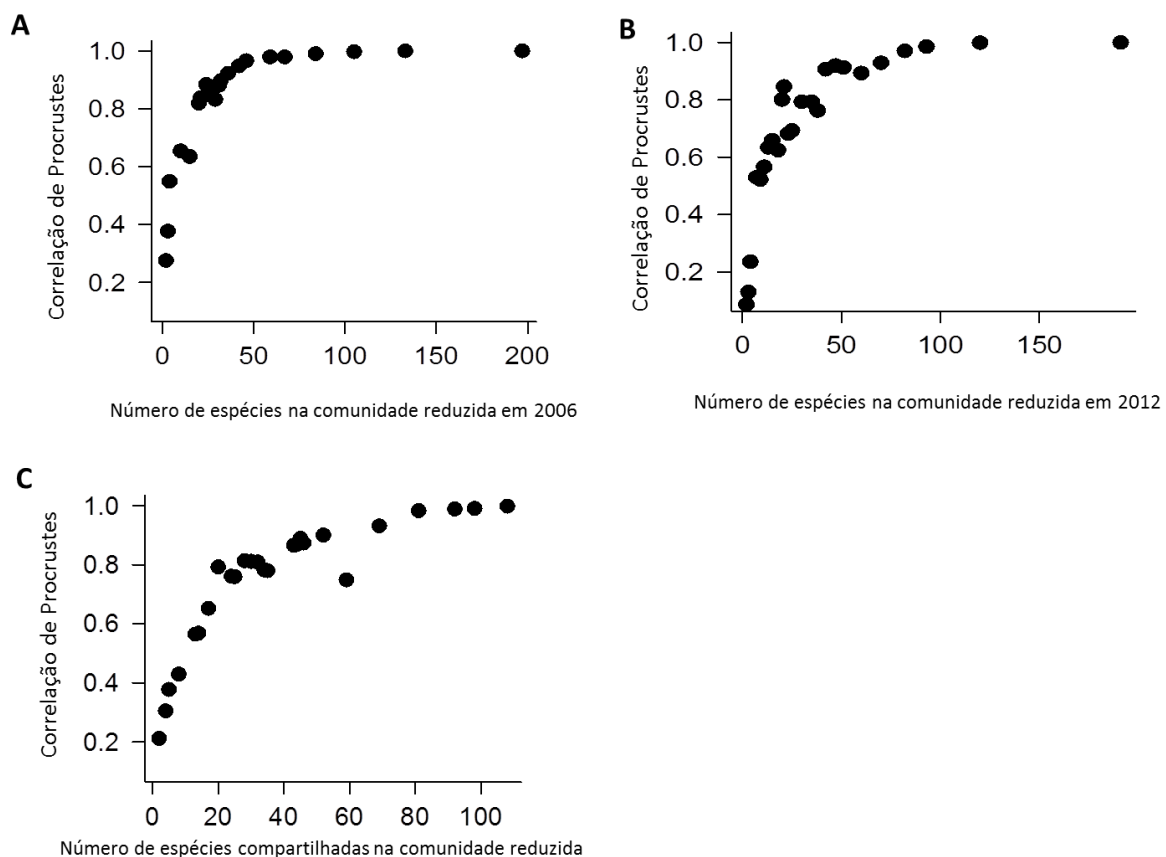 A
Correlação de Procrustes
1.0
0.8
0.6
0.4
0.2
0 50 100 150 200
Número de espécies na comunidade reduzida em 2006
B
Correlação de Procrustes
1.0
0.8
0.6
0.4
0.2
0 50 100 150
Número de espécies na comunidade reduzida em 2012
C
Correlação de Procrustes
1.0
0.8
0.6
0.4
0.2
0 20 40 60 80 100
Número de espécies compartilhadas na comunidade reduzida